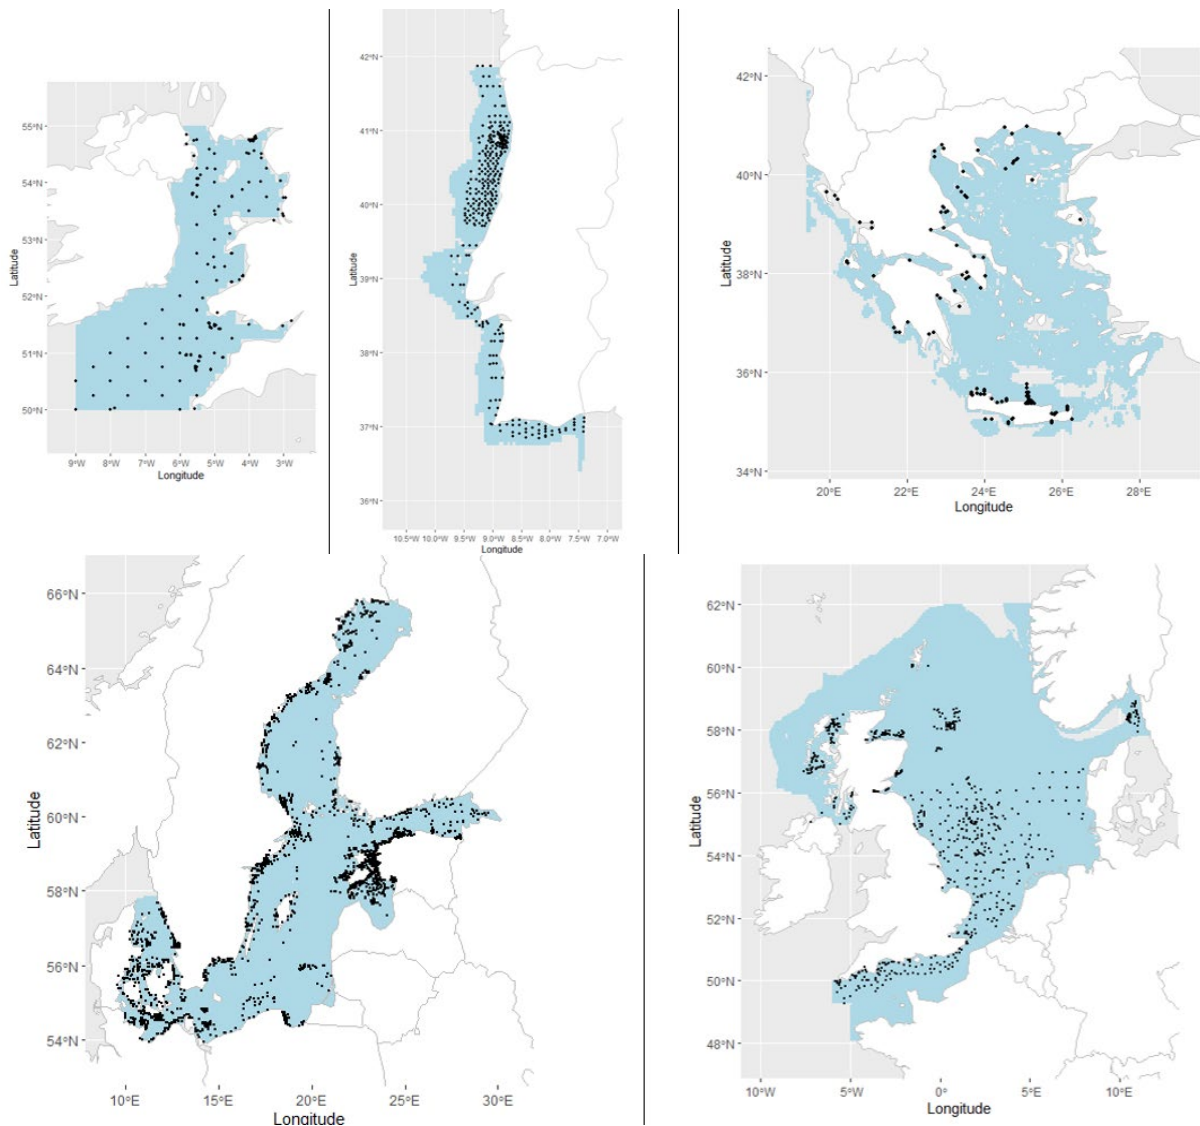 55°N
54°N
53°N
52°N
51°N
50°N
Latitude
9°W 8°W 7°W 6°W 5°W 4°W 3°W
Longitude
42°N
41°N
40°N
39°N
38°N
37°N
36°N
Latitude
10.5°W 10.0°W 9.5°W 9.0°W 8.5°W 8.0°W 7.5°W 7.0°W
Longitude
42°N
40°N
38°N
36°N
34°N
Latitude
20°E 22°E 24°E 26°E 28°E
Longitude
66°N
64°N
62°N
60°N
58°N
56°N
54°N
Latitude
10°E 15°E 20°E 25°E 30°E
Longitude
62°N
60°N
58°N
56°N
54°N
52°N
50°N
48°N
Latitude
10°W 5°W 0° 5°E 10°E
Longitude